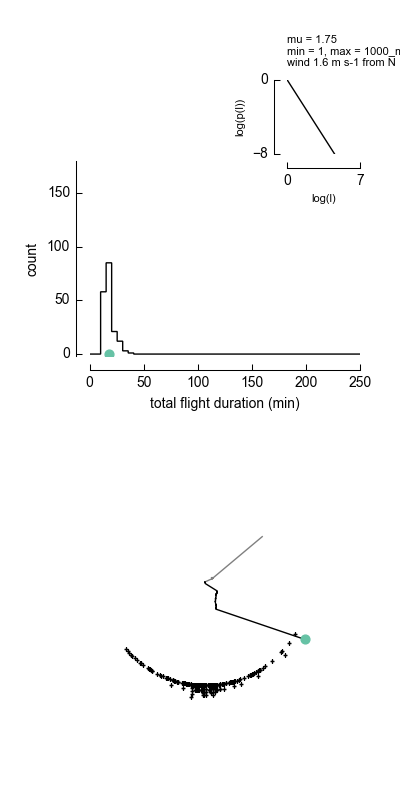 mu = 1.75
min = 1, max = 1000_m
wind 1.6 m s-1 from N
0
−8
log(p(l))
0 7
log(l)
150
100
50
0
count
0 50 100 150 200 250
total flight duration (min)